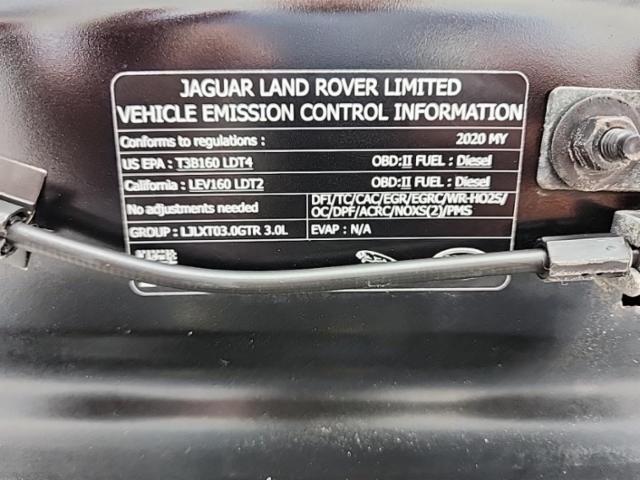 JAGUAR LAND ROVER LIMITED
VEHICLE EMISSION CONTROL INFORMATION
Conforms to regulations : 2020 MY
US EPA : T3B160 LDT4 OBD:II FUEL : Diesel
California : LEV160 LDT2 OBD:II FUEL : Diesel
No adjustments needed DFI/TC/CAC/EGR/EGRC/WR-HO2S/
OC/DPF/ACRC/NOXS(2)/PMS
GROUP : LJLXT03.0GTR 3.0L EVAP : N/A